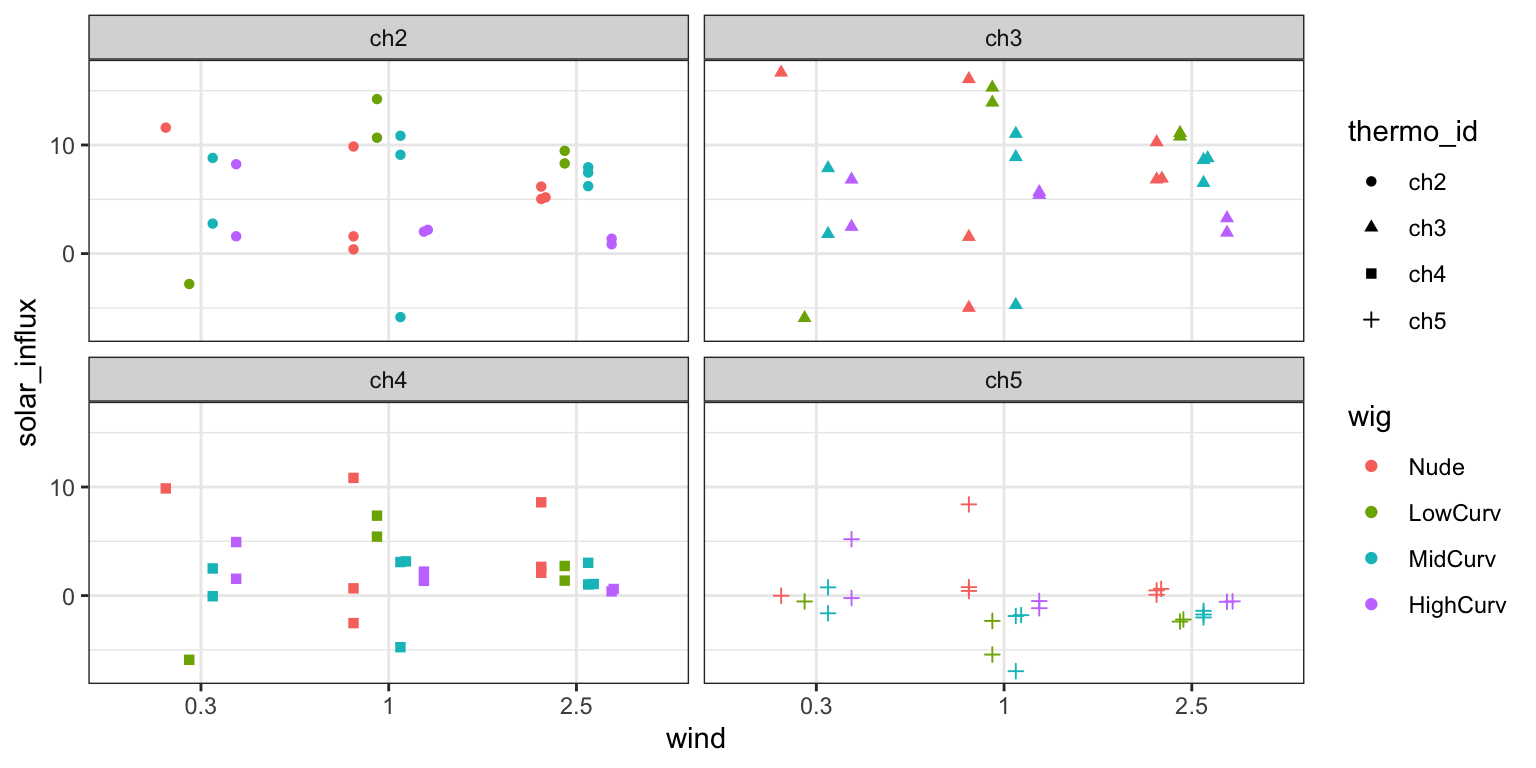 ch2
ch3
10
0
ch4
ch5
10
0
0.3
1
2.5
0.3
1
2.5
wind
solar_influx
thermo_id
ch2
ch3
ch4
ch5
wig
Nude
LowCurv
MidCurv
HighCurv